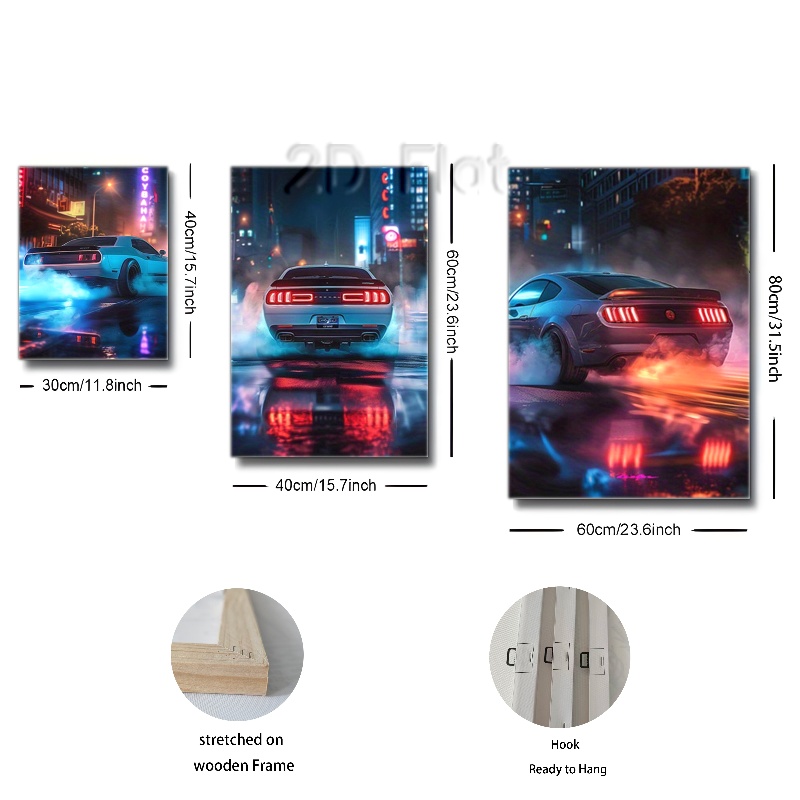 2D Flat
COYBAHA
40cm/15.7inch
30cm/11.8inch
60cm/23.6inch
40cm/15.7inch
80cm/31.5inch
60cm/23.6inch
stretched on
wooden Frame
Hook
Ready to Hang